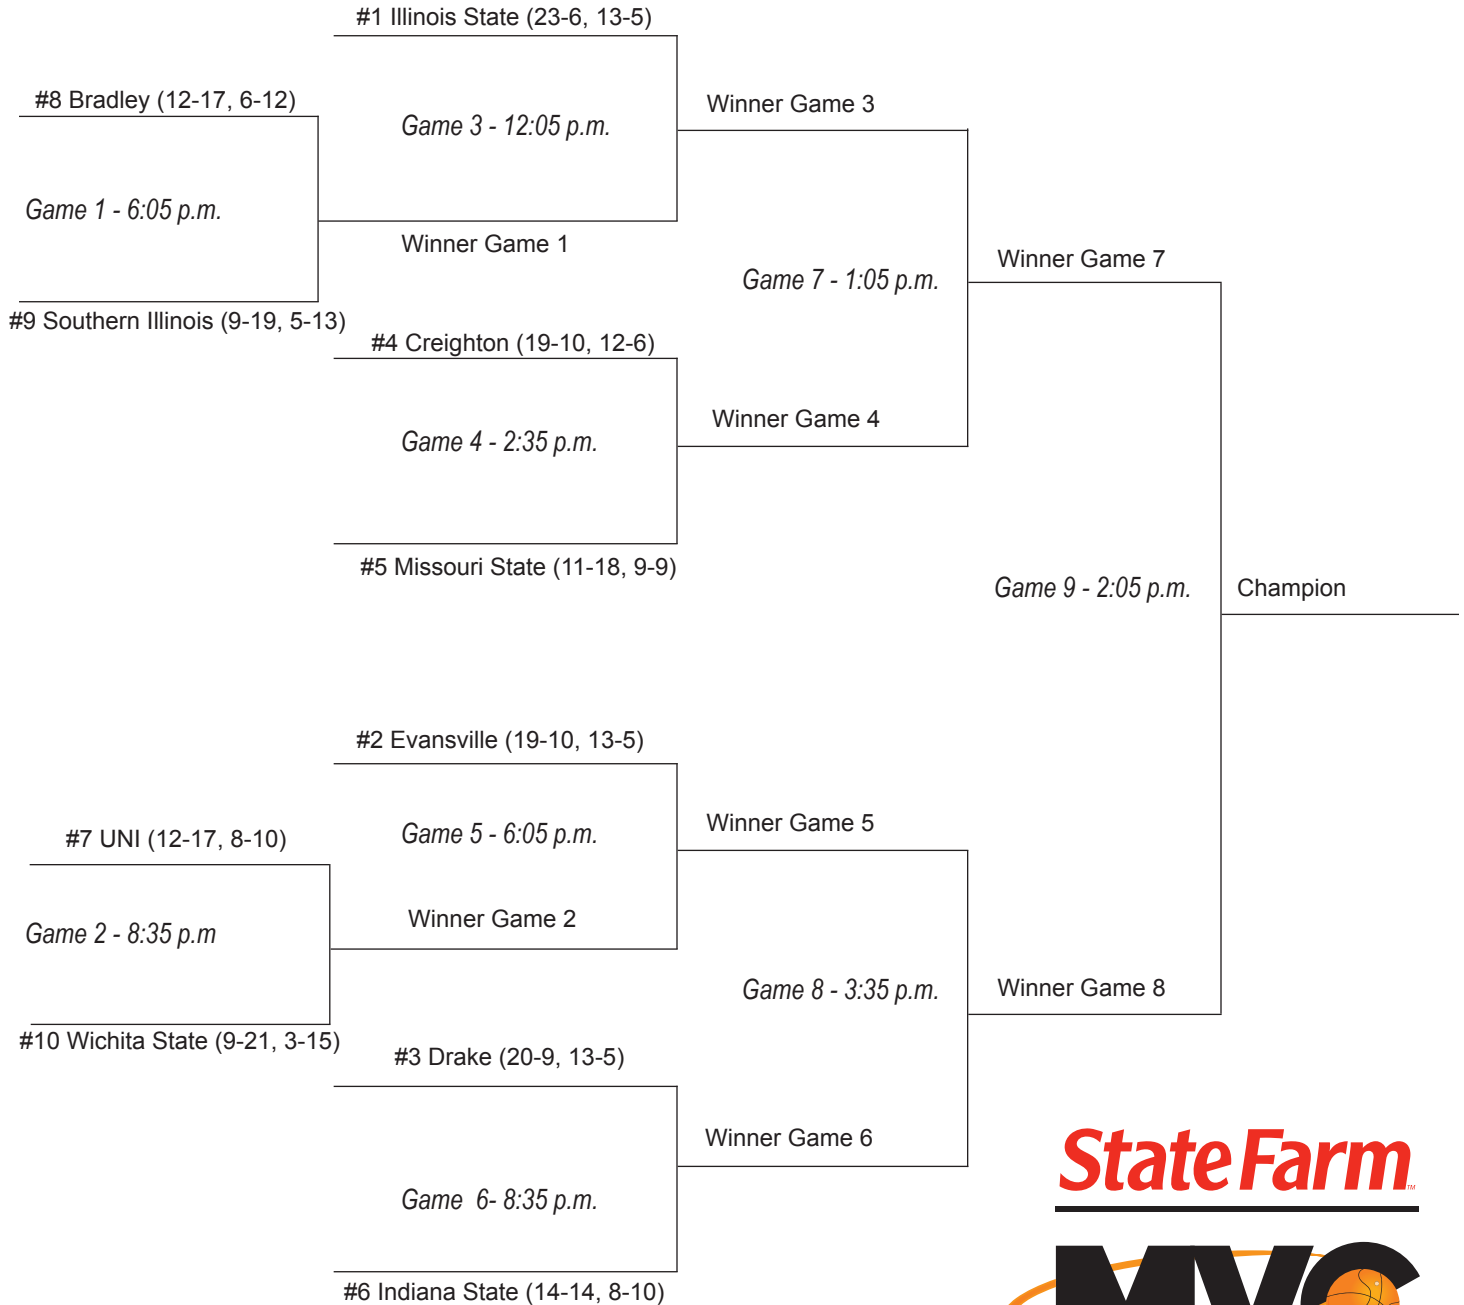 #1 Illinois State (23-6, 13-5)
#8 Bradley (12-17, 6-12)
Game 3 - 12:05 p.m.
Winner Game 3
Game 1 - 6:05 p.m.
Winner Game 1
#9 Southern Illinois (9-19, 5-13)
Game 7 - 1:05 p.m.
Winner Game 7
#4 Creighton (19-10, 12-6)
Game 4 - 2:35 p.m.
Winner Game 4
#5 Missouri State (11-18, 9-9)
Game 9 - 2:05 p.m.
Champion
#2 Evansville (19-10, 13-5)
#7 UNI (12-17, 8-10)
Game 5 - 6:05 p.m.
Winner Game 5
Game 2 - 8:35 p.m
Winner Game 2
#10 Wichita State (9-21, 3-15)
Game 8 - 3:35 p.m.
Winner Game 8
#3 Drake (20-9, 13-5)
Winner Game 6
Game  6- 8:35 p.m.
#6 Indiana State (14-14, 8-10)
State Farm™
MVC